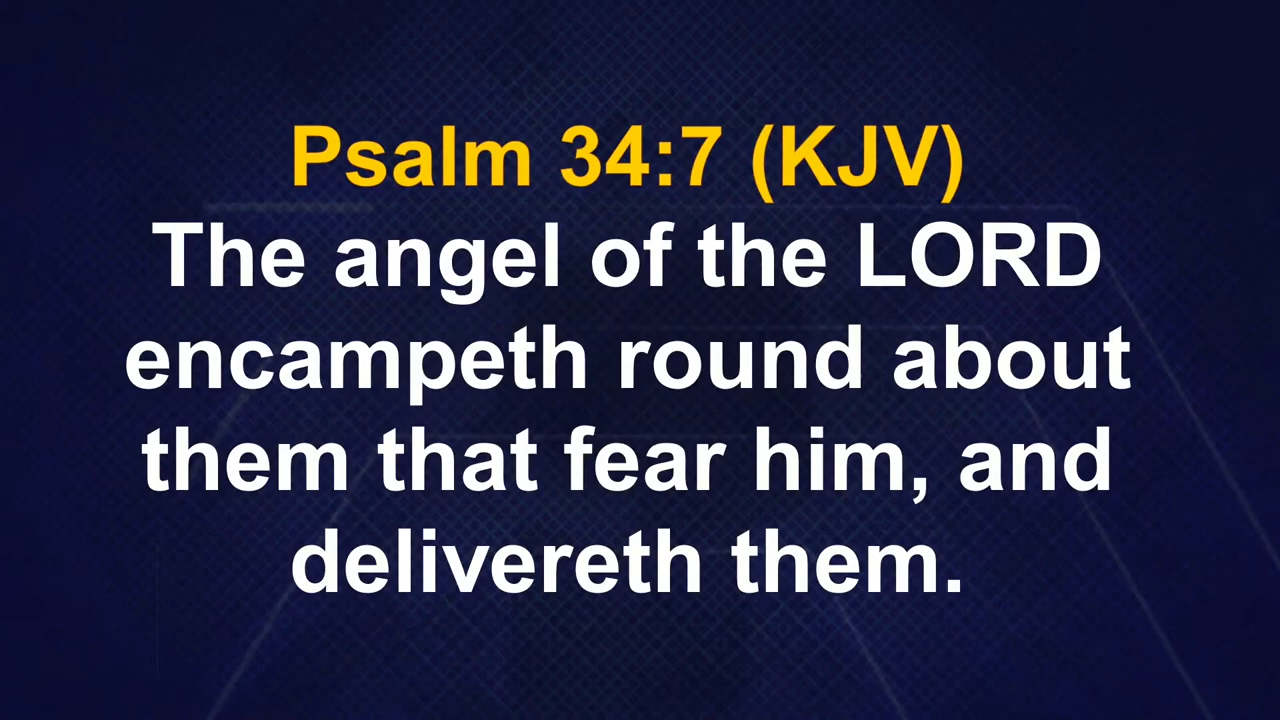 Psalm 34:7 (KJV)
The angel of the LORD
encampeth round about
them that fear him, and
delivereth them.